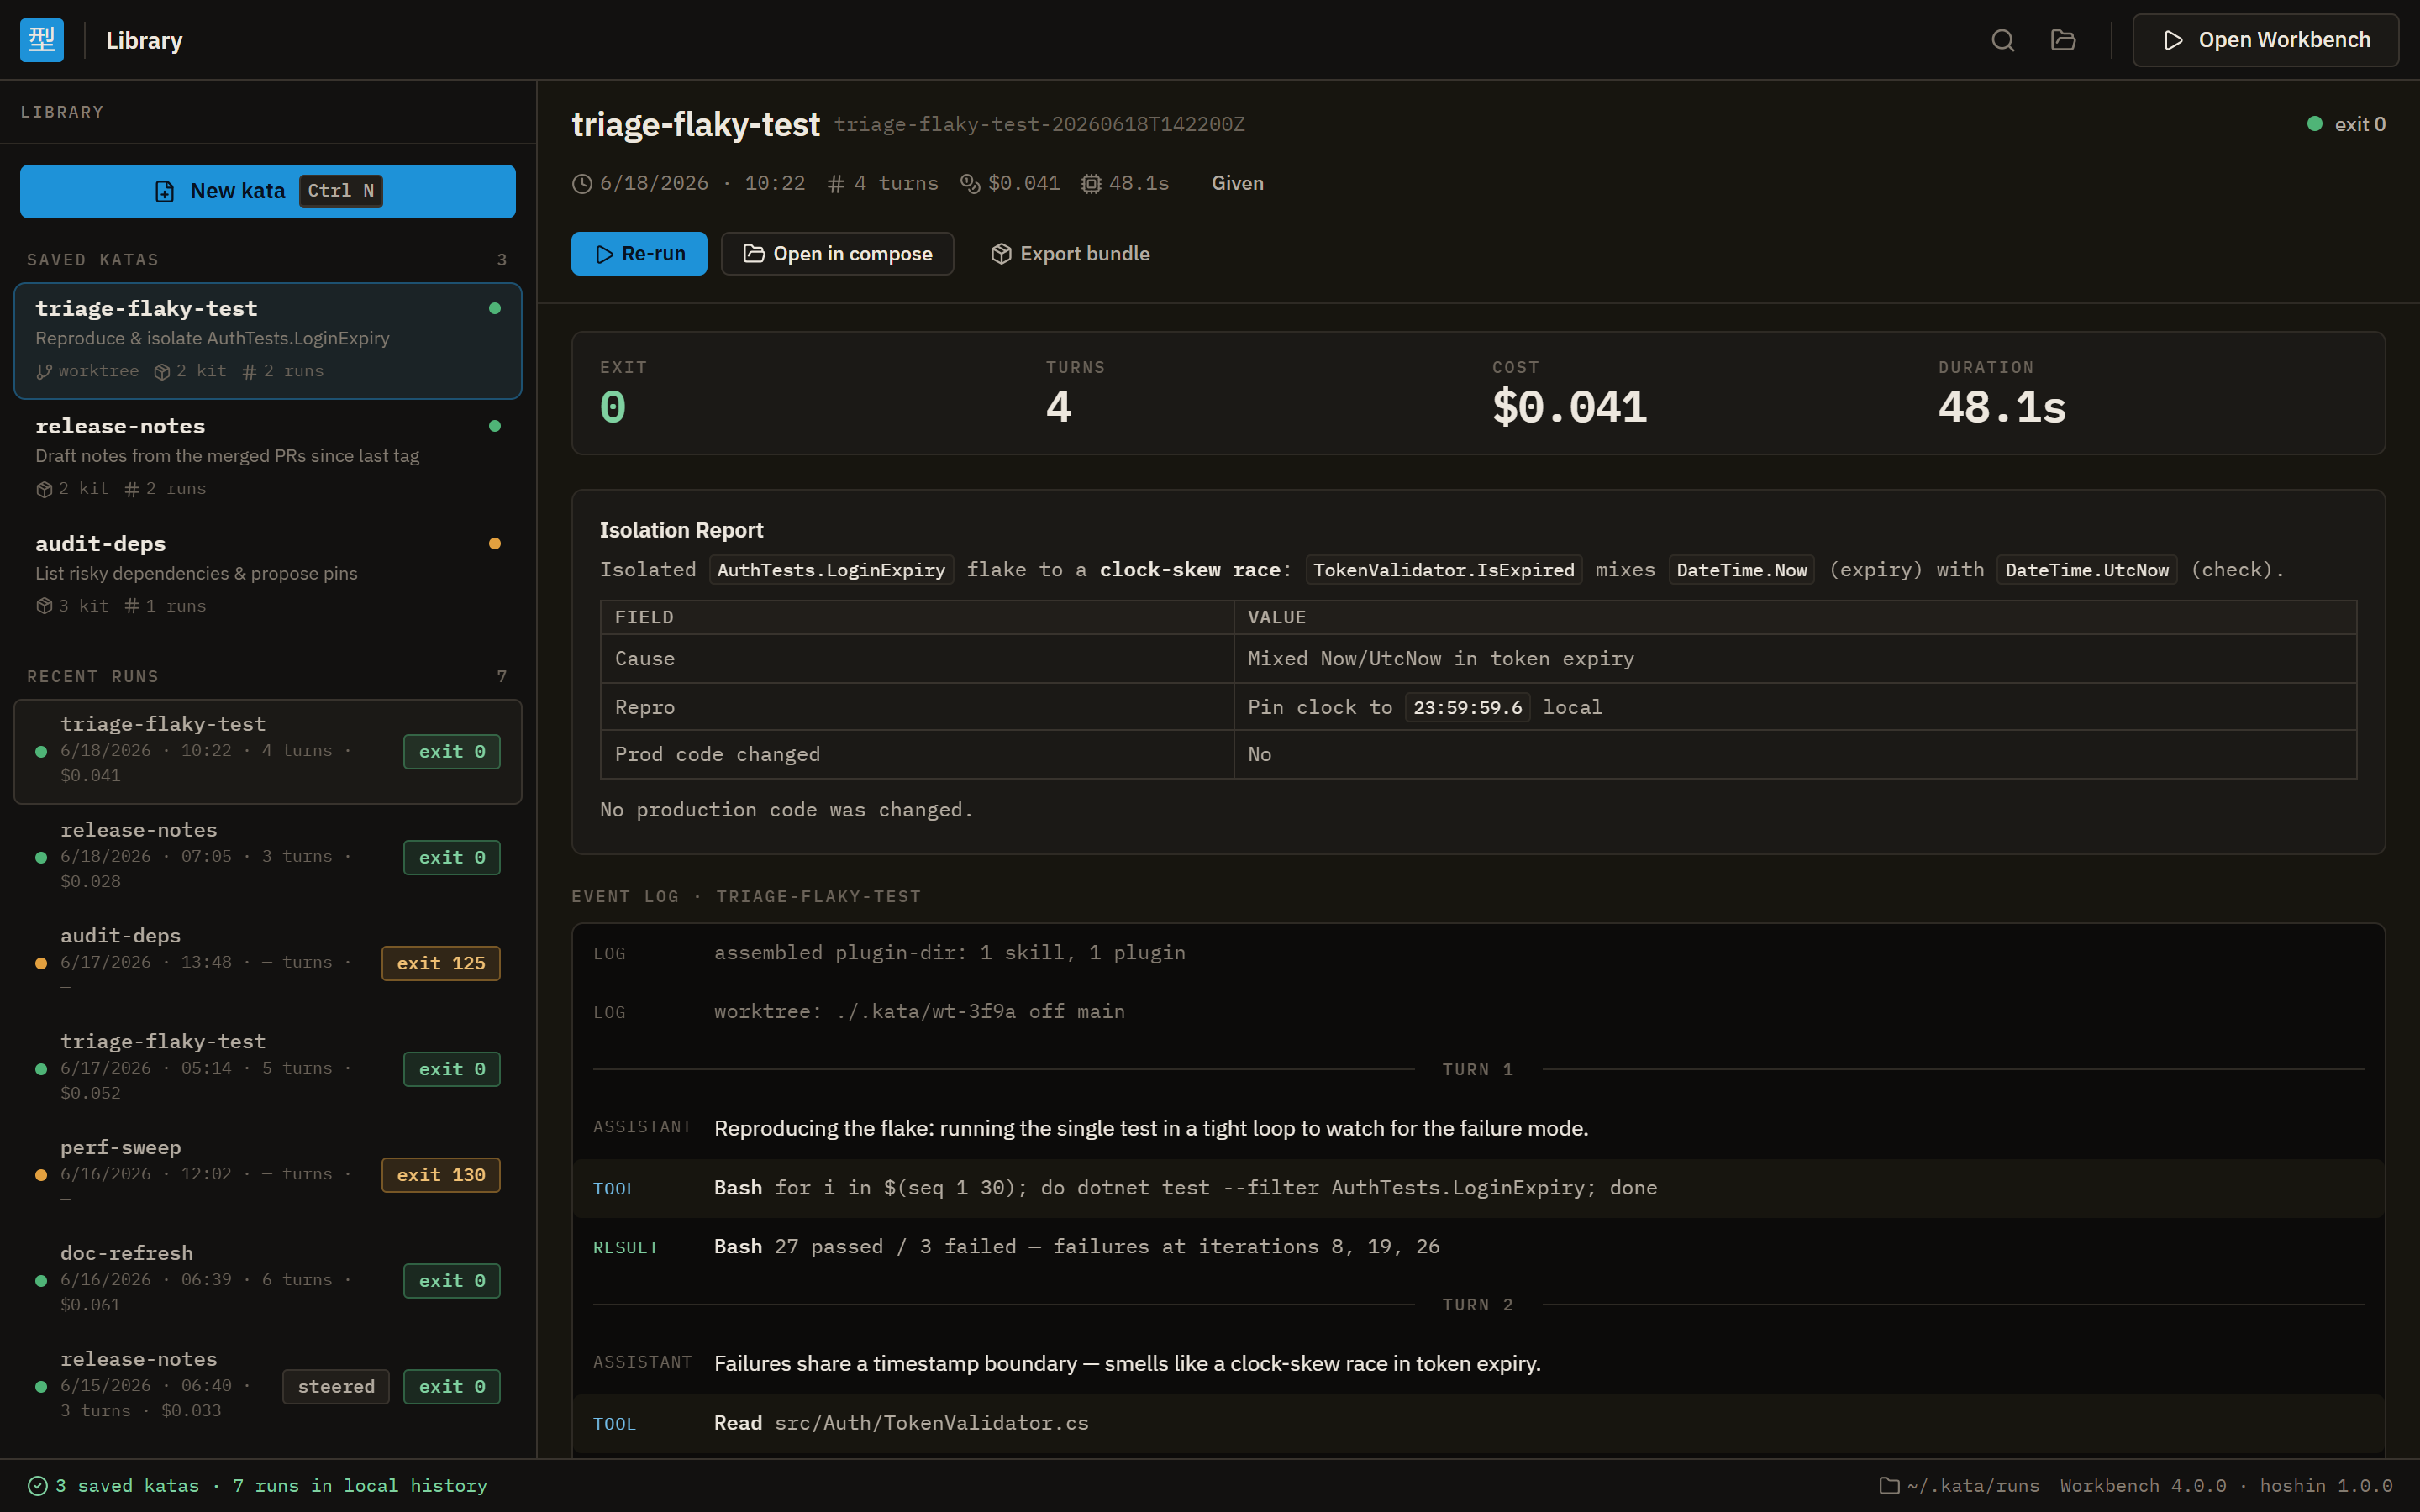 型
Library
Open Workbench
LIBRARY
New kata Ctrl N
SAVED KATAS 3
triage-flaky-test
Reproduce & isolate AuthTests.LoginExpiry
worktree 2 kit 2 runs
release-notes
Draft notes from the merged PRs since last tag
2 kit 2 runs
audit-deps
List risky dependencies & propose pins
3 kit 1 runs
RECENT RUNS 7
triage-flaky-test
6/18/2026 · 10:22 · 4 turns ·
$0.041
exit 0
release-notes
6/18/2026 · 07:05 · 3 turns ·
$0.028
exit 0
audit-deps
6/17/2026 · 13:48 · — turns ·
—
exit 125
triage-flaky-test
6/17/2026 · 05:14 · 5 turns ·
$0.052
exit 0
perf-sweep
6/16/2026 · 12:02 · — turns ·
—
exit 130
doc-refresh
6/16/2026 · 06:39 · 6 turns ·
$0.061
exit 0
release-notes
6/15/2026 · 06:40 ·
3 turns · $0.033
steered exit 0
triage-flaky-test triage-flaky-test-20260618T142200Z
exit 0
6/18/2026 · 10:22 4 turns $0.041 48.1s Given
Re-run Open in compose Export bundle
EXIT TURNS COST DURATION
0 4 $0.041 48.1s
Isolation Report
Isolated AuthTests.LoginExpiry flake to a clock-skew race: TokenValidator.IsExpired mixes DateTime.Now (expiry) with DateTime.UtcNow (check).
FIELD VALUE
Cause Mixed Now/UtcNow in token expiry
Repro Pin clock to 23:59:59.6 local
Prod code changed No
No production code was changed.
EVENT LOG · TRIAGE-FLAKY-TEST
LOG assembled plugin-dir: 1 skill, 1 plugin
LOG worktree: ./.kata/wt-3f9a off main
TURN 1
ASSISTANT Reproducing the flake: running the single test in a tight loop to watch for the failure mode.
TOOL Bash for i in $(seq 1 30); do dotnet test --filter AuthTests.LoginExpiry; done
RESULT Bash 27 passed / 3 failed — failures at iterations 8, 19, 26
TURN 2
ASSISTANT Failures share a timestamp boundary — smells like a clock-skew race in token expiry.
TOOL Read src/Auth/TokenValidator.cs
3 saved katas · 7 runs in local history
~/.kata/runs Workbench 4.0.0 · hoshin 1.0.0